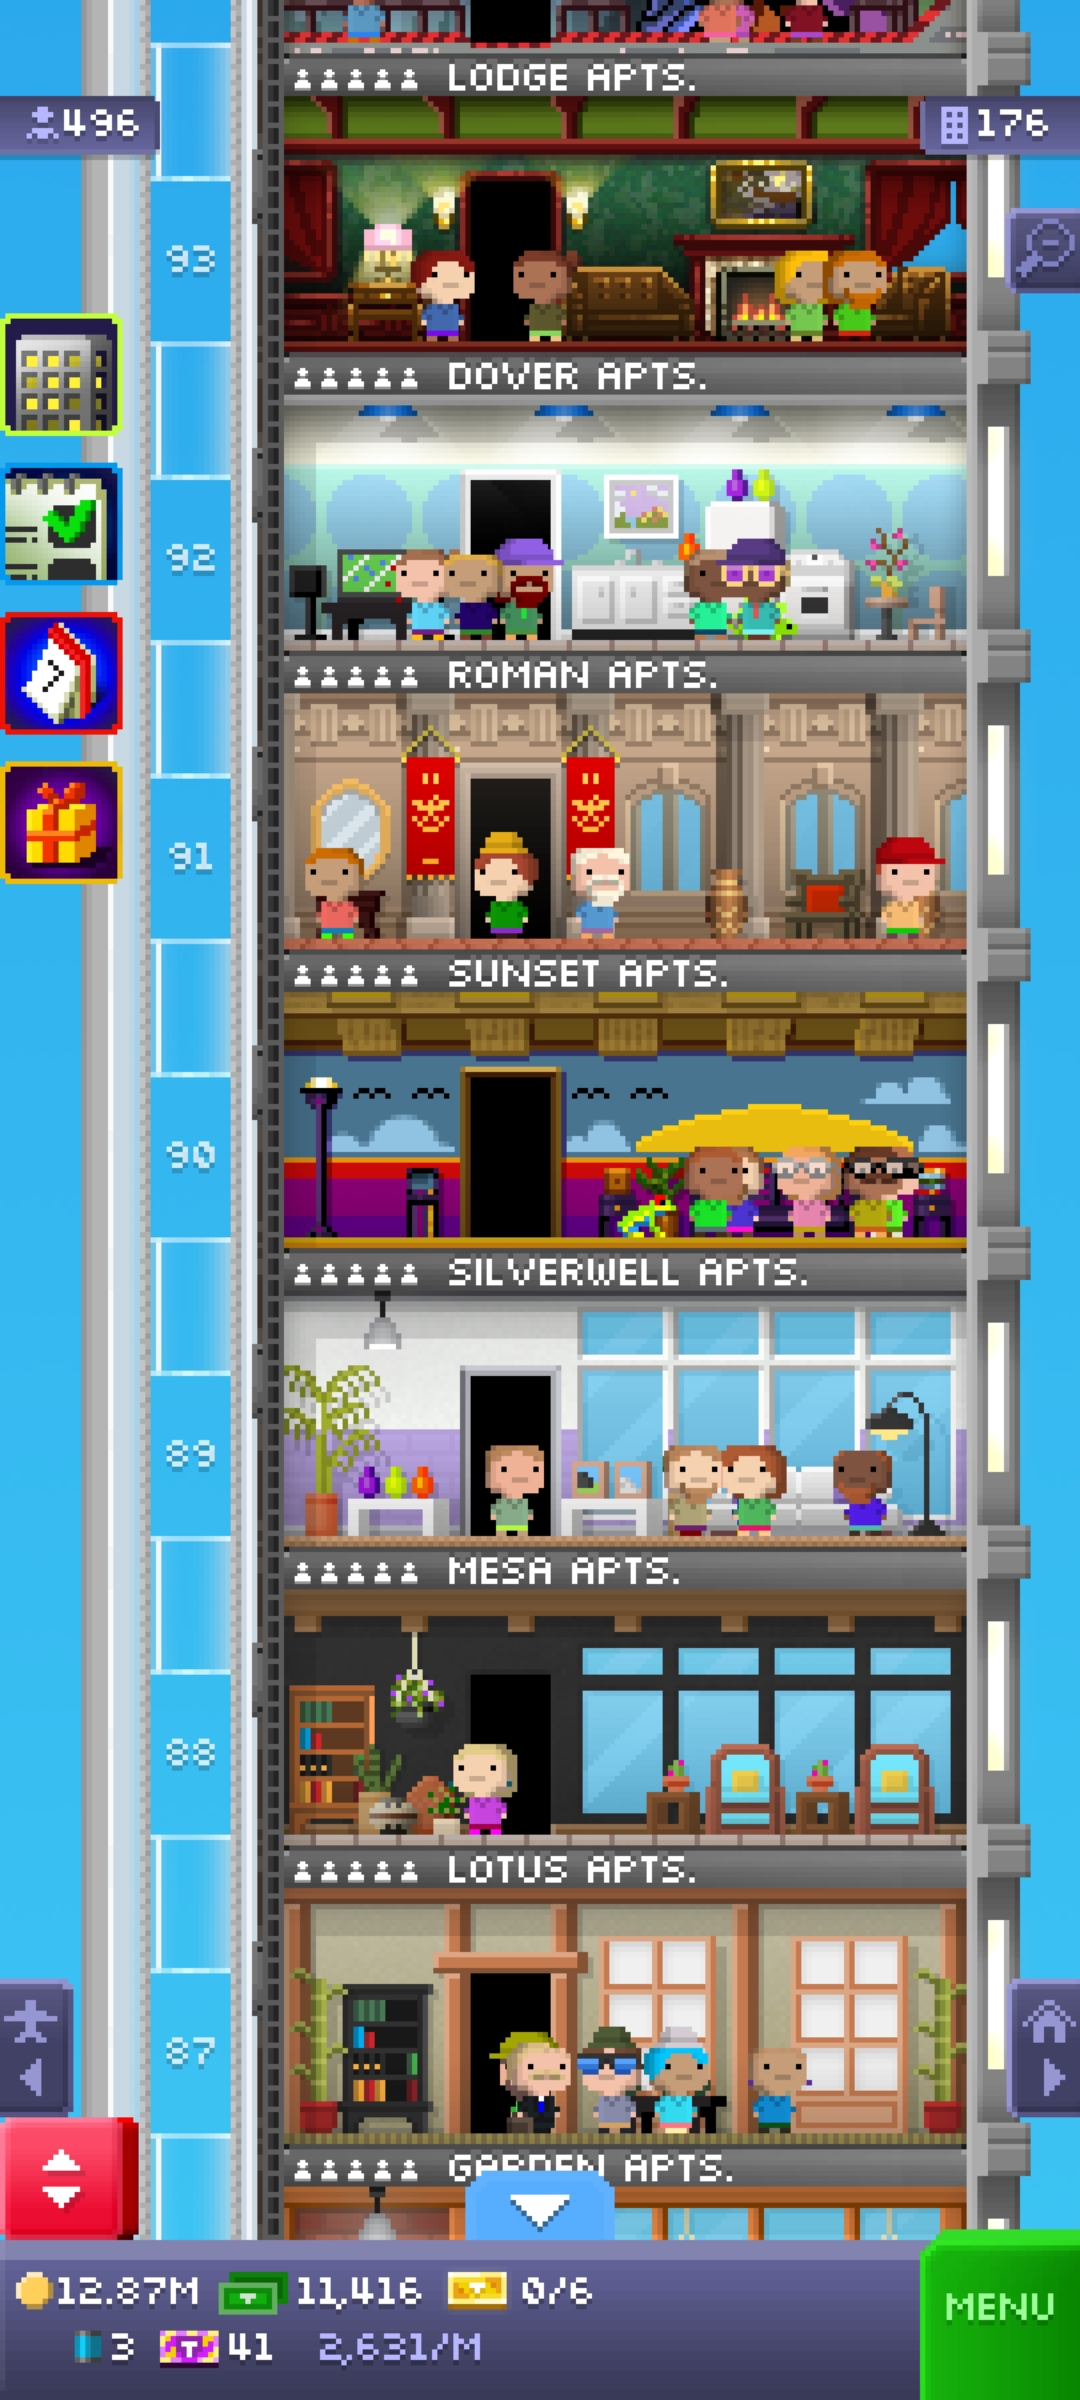 LODGE APTS.
496
176
93
DOVER APTS.
92
ROMAN APTS.
91
SUNSET APTS.
90
SILVERWELL APTS.
89
MESA APTS.
88
LOTUS APTS.
87
GARDEN APTS.
12.87M 11,416 0/6
3 41 2,631/M
MENU